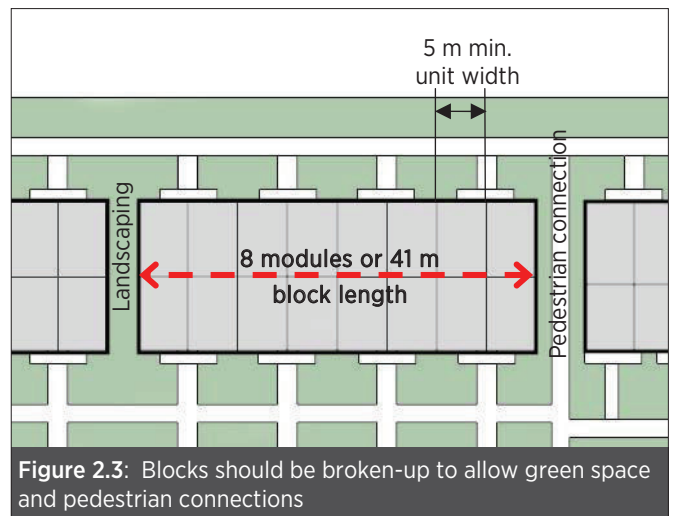 5 m min.
unit width
Landscaping
8 modules or 41 m
block length
Pedestrian connection
Figure 2.3: Blocks should be broken-up to allow green space
and pedestrian connections